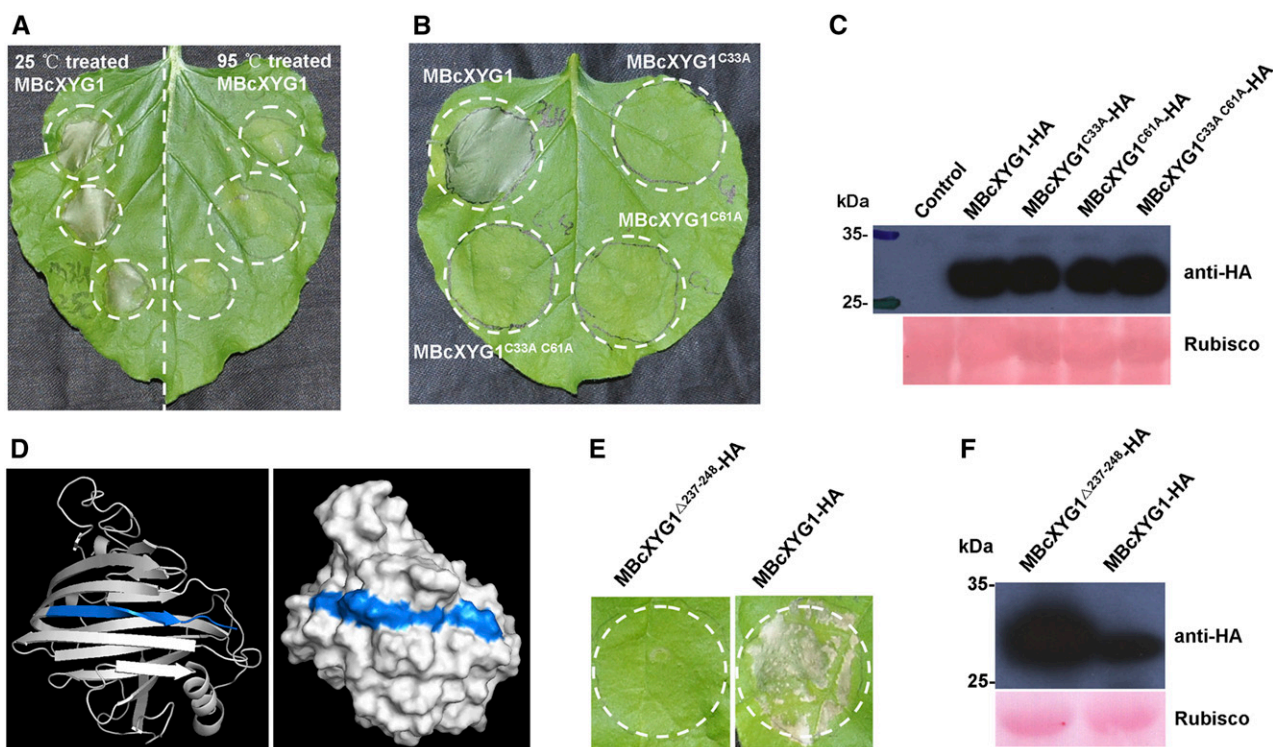 A
25 ℃ treated
MBcXYG1
95 ℃ treated
MBcXYG1
B
MBcXYG1
MBcXYG1C33A
MBcXYG1C61A
MBcXYG1C33A C61A
C
Control
MBcXYG1-HA
MBcXYG1C33A-HA
MBcXYG1C61A-HA
MBcXYG1C33A C61A-HA
kDa
35-
25-
anti-HA
Rubisco
D
E
MBcXYG1△237-248-HA
MBcXYG1-HA
F
MBcXYG1△237-248-HA
MBcXYG1-HA
kDa
35-
25-
anti-HA
Rubisco